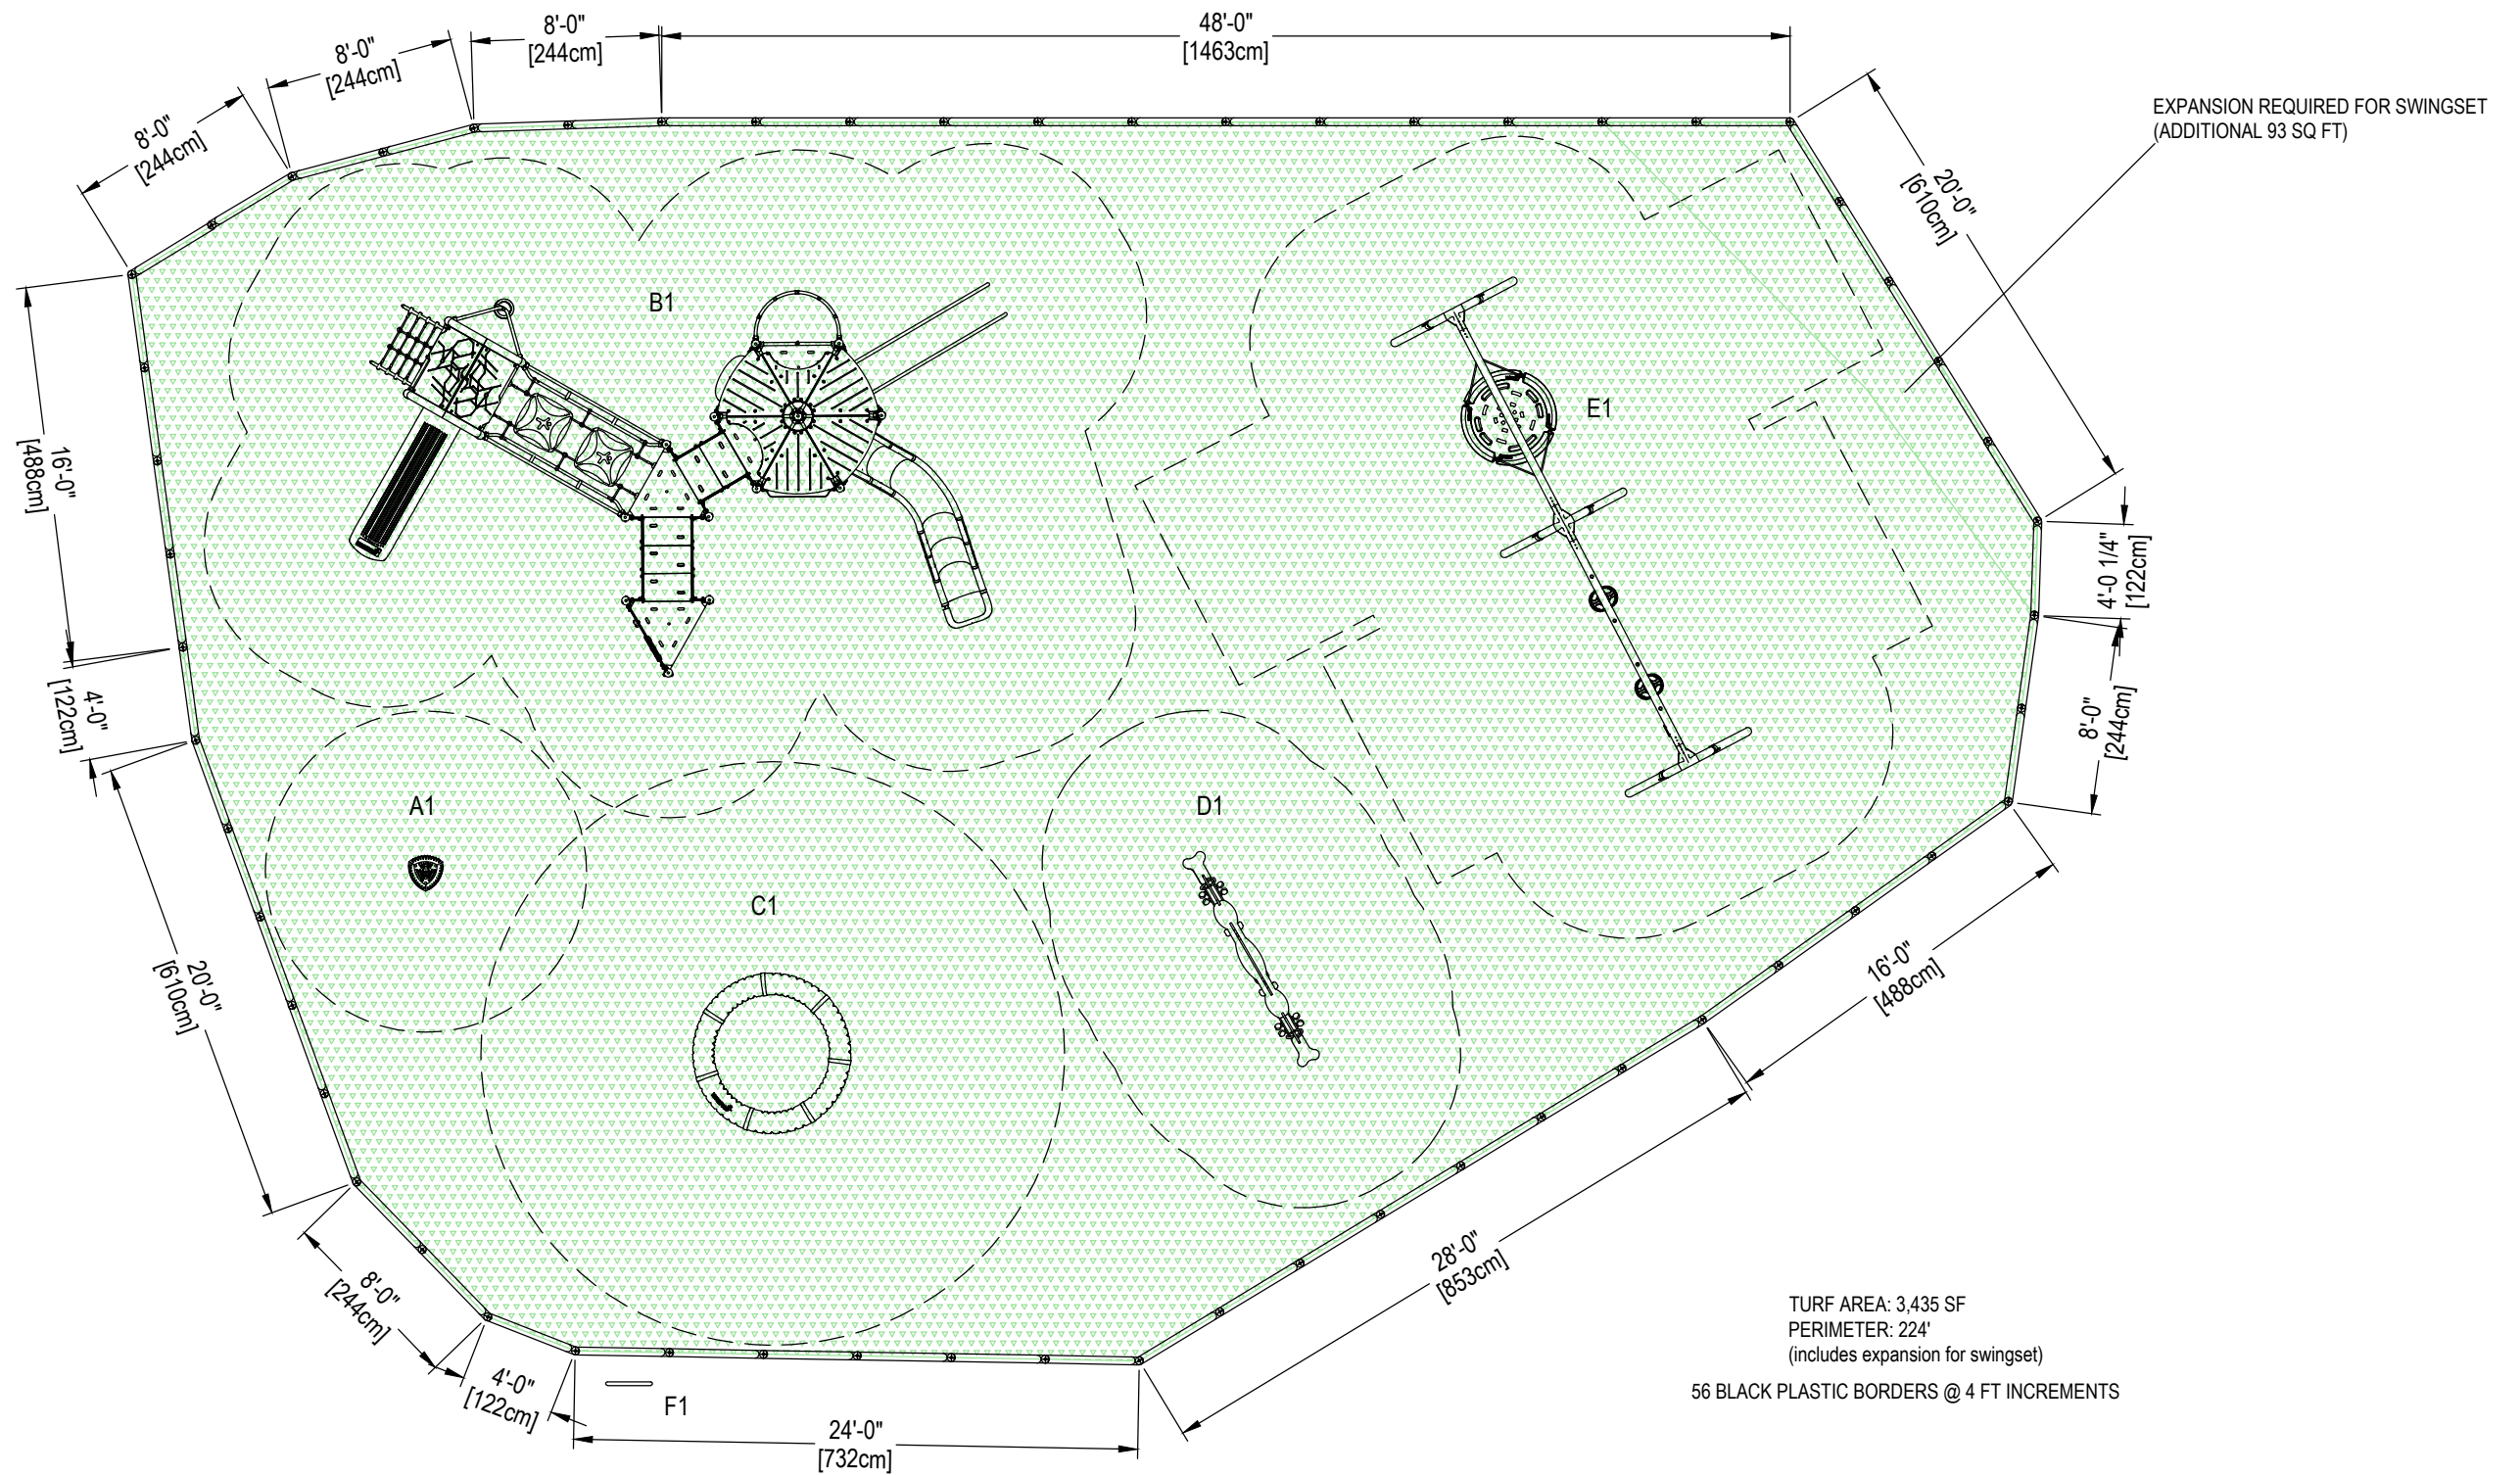 8'-0"
[244cm]
48'-0"
[1463cm]
8'-0"
[244cm]
8'-0"
[244cm]
EXPANSION REQUIRED FOR SWINGSET
(ADDITIONAL 93 SQ FT)
20'-0"
[610cm]
B1
E1
16'-0"
[488cm]
4'-0 1/4"
[122cm]
4'-0"
[122cm]
8'-0"
[244cm]
A1
D1
C1
20'-0"
[610cm]
16'-0"
[488cm]
28'-0"
[853cm]
8'-0"
[244cm]
TURF AREA: 3,435 SF
PERIMETER: 224'
(includes expansion for swingset)
56 BLACK PLASTIC BORDERS @ 4 FT INCREMENTS
4'-0"
[122cm]
F1
24'-0"
[732cm]